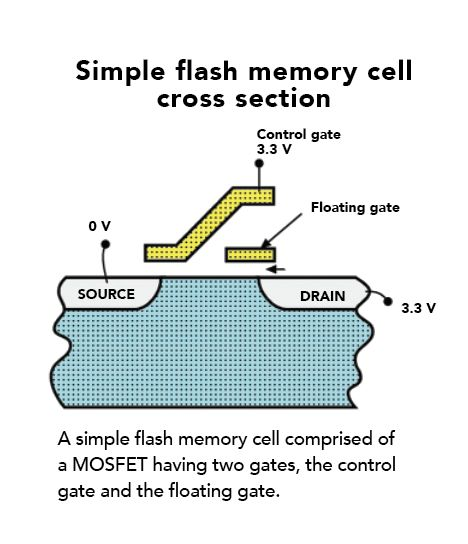 Simple flash memory cell
cross section
Control gate
3.3 V
Floating gate
0 V
SOURCE
DRAIN
3.3 V
A simple flash memory cell comprised of
a MOSFET having two gates, the control
gate and the floating gate.